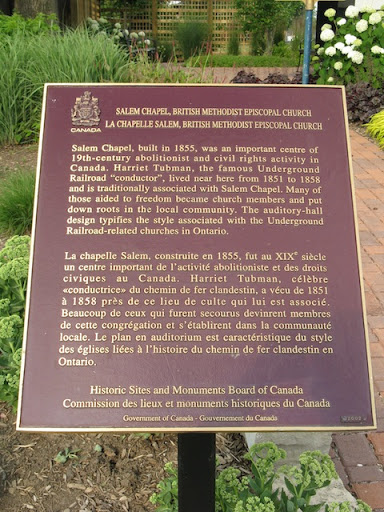 CANADA
SALEM CHAPEL, BRITISH METHODIST EPISCOPAL CHURCH
LA CHAPELLE SALEM, BRITISH METHODIST EPISCOPAL CHURCH
Salem Chapel, built in 1855, was an important centre of
19th-century abolitionist and civil rights activity in
Canada. Harriet Tubman, the famous Underground
Railroad “conductor”, lived near here from 1851 to 1858
and is traditionally associated with Salem Chapel. Many of
those aided to freedom became church members and put
down roots in the local community. The auditory-hall
design typifies the style associated with the Underground
Railroad-related churches in Ontario.
La chapelle Salem, construite en 1855, fut au XIXe siècle
un centre important de l'activité abolitioniste et des droits
civiques au Canada. Harriet Tubman, célèbre
«conductrice» du chemin de fer clandestin, a vécu de 1851
à 1858 près de ce lieu de culte qui lui est associé.
Beaucoup de ceux qui furent secourus devinrent membres
de cette congrégation et s'établirent dans la communauté
locale. Le plan en auditorium est caractéristique du style
des églises liées à l'histoire du chemin de fer clandestin en
Ontario.
Historic Sites and Monuments Board of Canada
Commission des lieux et monuments historiques du Canada
Government of Canada - Gouvernement du Canada